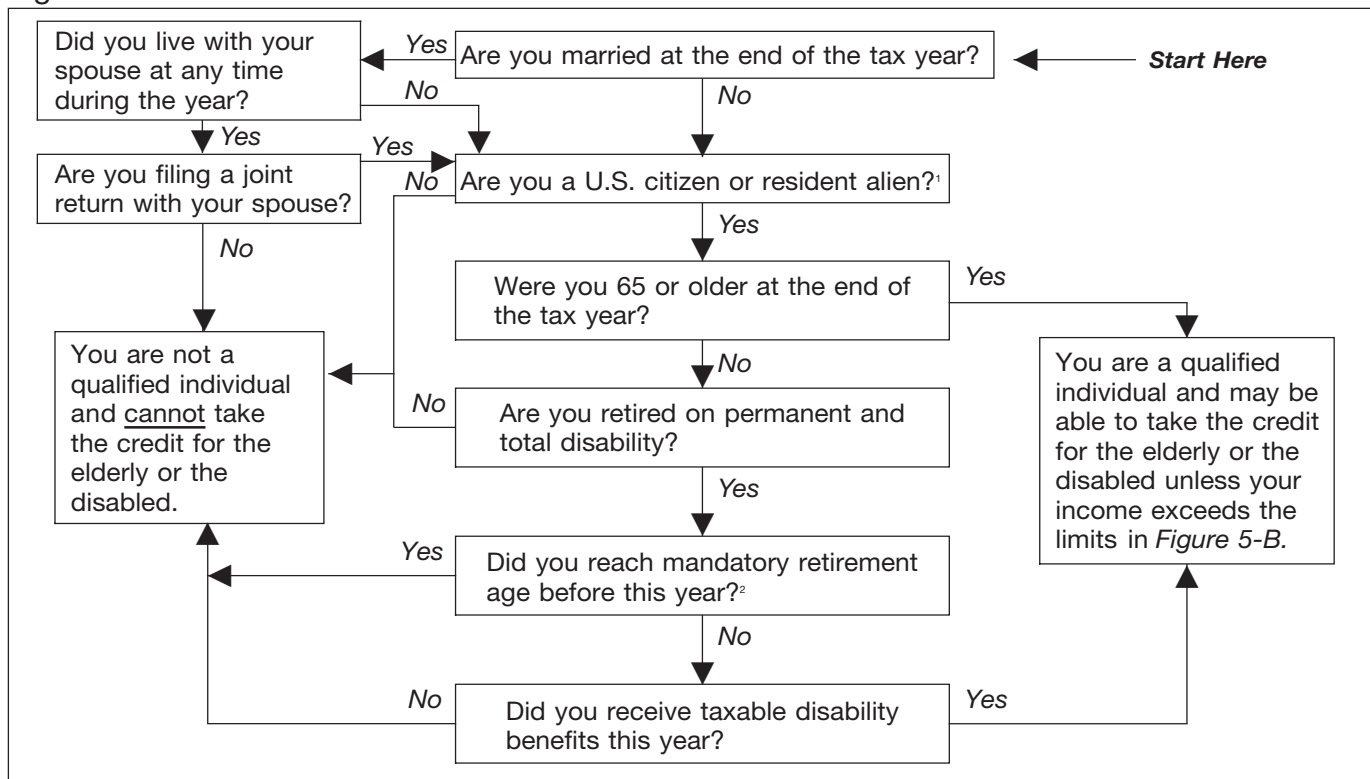 Start Here
Are you married at the end of the tax year?
Yes
No
Did you live with your
spouse at any time
during the year?
No
Yes
Are you filing a joint
return with your spouse?
Yes
No
Are you a U.S. citizen or resident alien?¹
No
Yes
Were you 65 or older at the end of
the tax year?
Yes
No
You are not a
qualified individual
and cannot take
the credit for the
elderly or the
disabled.
Are you retired on permanent and
total disability?
No
Yes
You are a qualified
individual and may be
able to take the credit
for the elderly or the
disabled unless your
income exceeds the
limits in Figure 5-B.
Did you reach mandatory retirement
age before this year?²
Yes
No
Did you receive taxable disability
benefits this year?
No
Yes